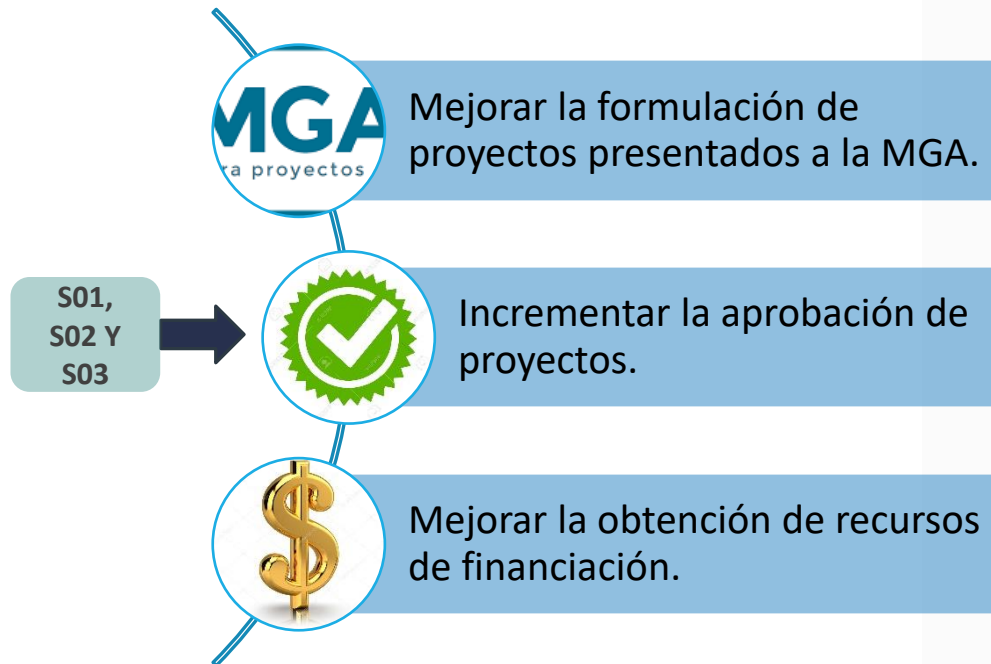 MGA
ra proyectos
Mejorar la formulación de
proyectos presentados a la MGA.
S01,
S02 Y
S03
Incrementar la aprobación de
proyectos.
Mejorar la obtención de recursos
de financiación.